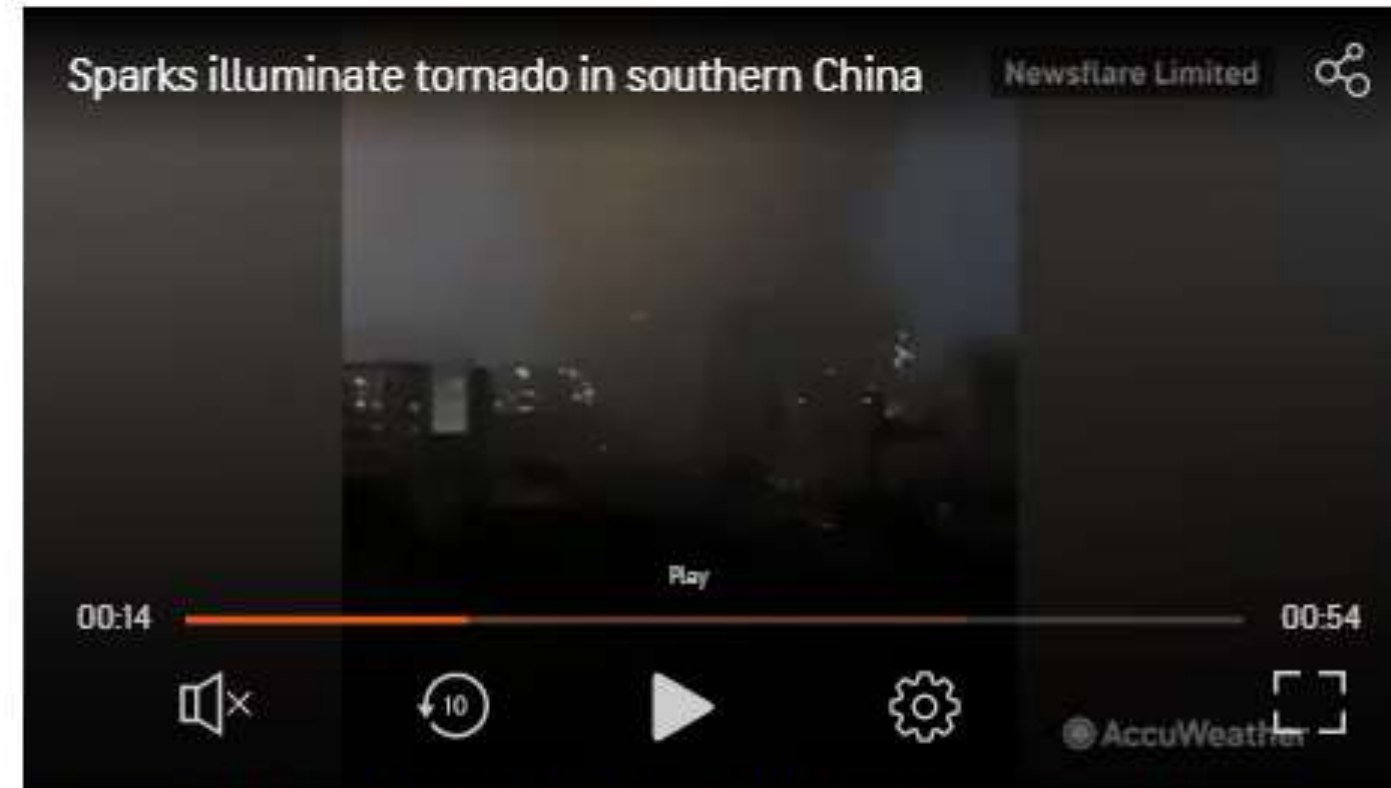 Sparks illuminate tornado in southern China
Newsflare Limited
Play
00:14
00:54
10
AccuWeather